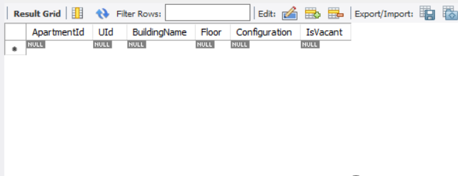 Result Grid Filter Rows: Edit: Export/Import:
ApartmentId UId BuildingName Floor Configuration IsVacant
NULL NULL NULL NULL NULL NULL